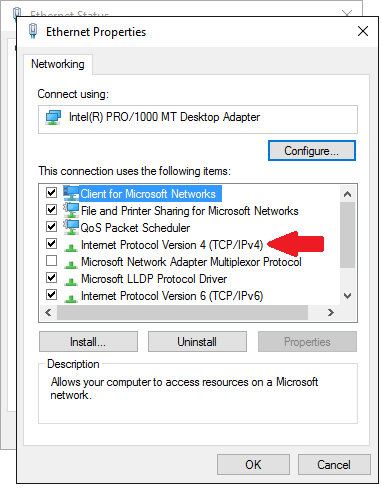 Ethernet Status
Ethernet Properties
Networking
Connect using:
Intel(R) PRO/1000 MT Desktop Adapter
Configure...
This connection uses the following items:
Client for Microsoft Networks
File and Printer Sharing for Microsoft Networks
QoS Packet Scheduler
Internet Protocol Version 4 (TCP/IPv4)
Microsoft Network Adapter Multiplexor Protocol
Microsoft LLDP Protocol Driver
Internet Protocol Version 6 (TCP/IPv6)
Install...
Uninstall
Properties
Description
Allows your computer to access resources on a Microsoft
network.
OK
Cancel